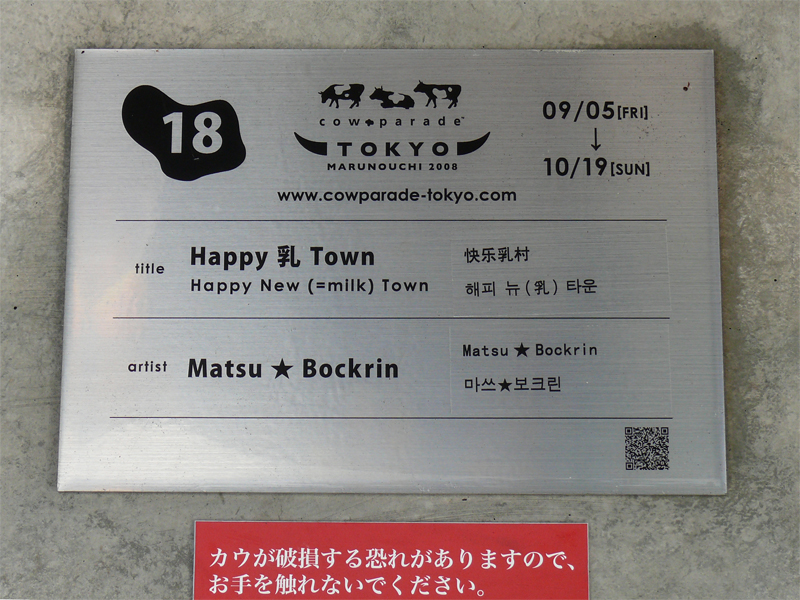 18
cow parade
TOKYO
MARUNOUCHI 2008
www.cowparade-tokyo.com
09/05[FRI]
↓
10/19[SUN]
title
Happy 乳 Town
Happy New (=milk) Town
快乐乳村
해피 뉴 (乳) 타운
artist
Matsu ★ Bockrin
Matsu ★ Bockrin
마쓰★보크린
カウが破損する恐れがありますので、
お手を触れないでください。